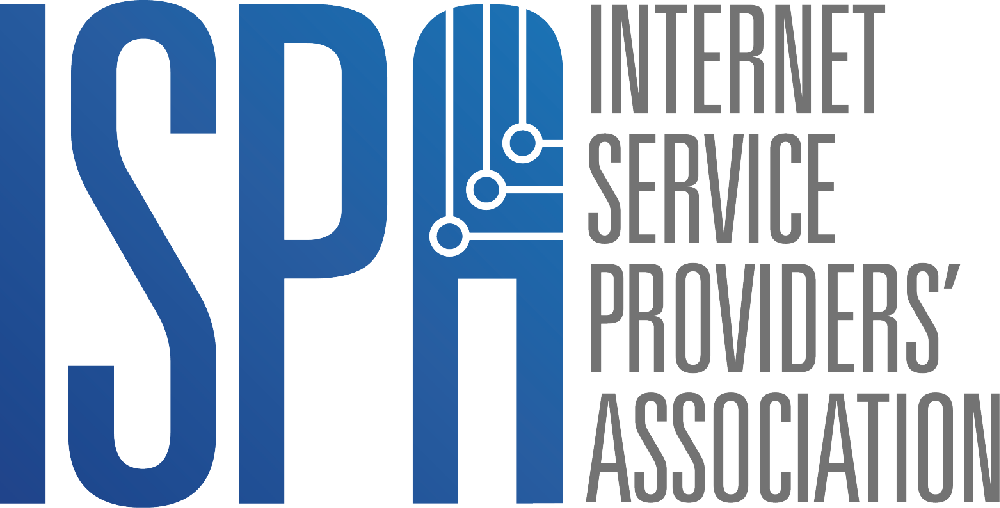 ISPA
INTERNET
SERVICE
PROVIDERS’
ASSOCIATION